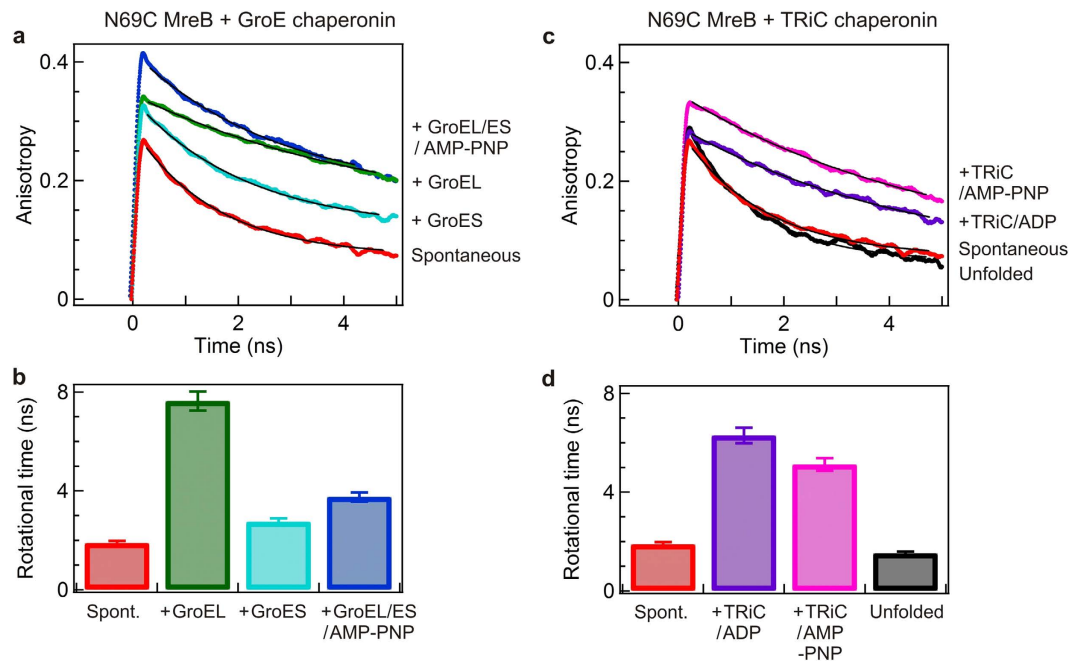 N69C MreB + GroE chaperonin
a
Anisotropy
0.4
0.2
0
0
2
4
Time (ns)
+ GroEL/ES
/ AMP-PNP
+ GroEL
+ GroES
Spontaneous
N69C MreB + TRiC chaperonin
c
Anisotropy
0.4
0.2
0
0
2
4
Time (ns)
+TRiC
/AMP-PNP
+TRiC/ADP
Spontaneous
Unfolded
b
Rotational time (ns)
8
4
0
Spont.
+GroEL
+GroES
+GroEL/ES
/AMP-PNP
d
Rotational time (ns)
8
4
0
Spont.
+TRiC
/ADP
+TRiC
/AMP
-PNP
Unfolded